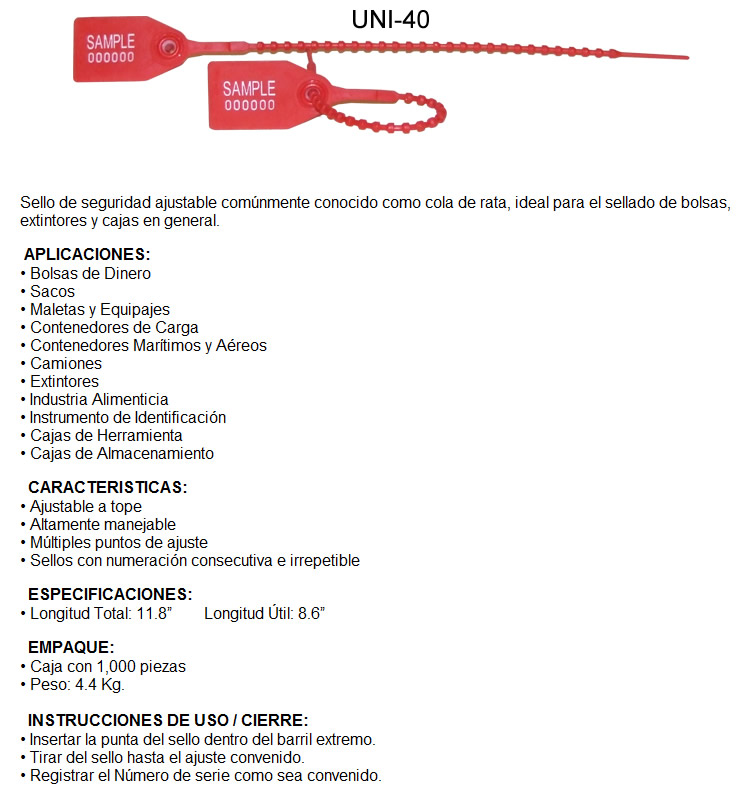 UNI-40
SAMPLE
000000
SAMPLE
000000
Sello de seguridad ajustable comúnmente conocido como cola de rata, ideal para el sellado de bolsas,
extintores y cajas en general.
APLICACIONES:
• Bolsas de Dinero
• Sacos
• Maletas y Equipajes
• Contenedores de Carga
• Contenedores Marítimos y Aéreos
• Camiones
• Extintores
• Industria Alimenticia
• Instrumento de Identificación
• Cajas de Herramienta
• Cajas de Almacenamiento
CARACTERISTICAS:
• Ajustable a tope
• Altamente manejable
• Múltiples puntos de ajuste
• Sellos con numeración consecutiva e irrepetible
ESPECIFICACIONES:
• Longitud Total: 11.8” Longitud Útil: 8.6”
EMPAQUE:
• Caja con 1,000 piezas
• Peso: 4.4 Kg.
INSTRUCCIONES DE USO / CIERRE:
• Insertar la punta del sello dentro del barril extremo.
• Tirar del sello hasta el ajuste convenido.
• Registrar el Número de serie como sea convenido.